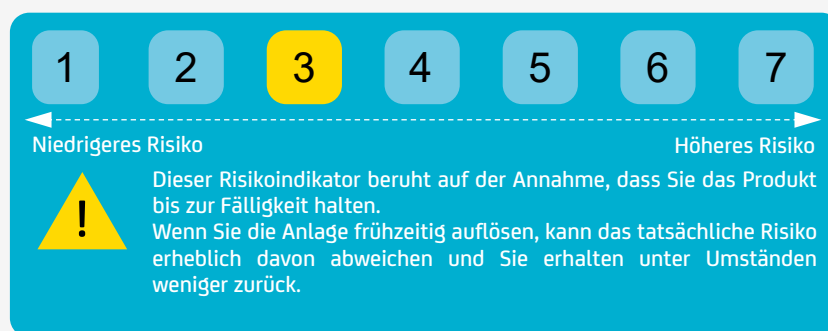 1 2 3 4 5 6 7
Niedrigeres Risiko Höheres Risiko
! Dieser Risikoindikator beruht auf der Annahme, dass Sie das Produkt
bis zur Fälligkeit halten.
Wenn Sie die Anlage frühzeitig auflösen, kann das tatsächliche Risiko
erheblich davon abweichen und Sie erhalten unter Umständen
weniger zurück.